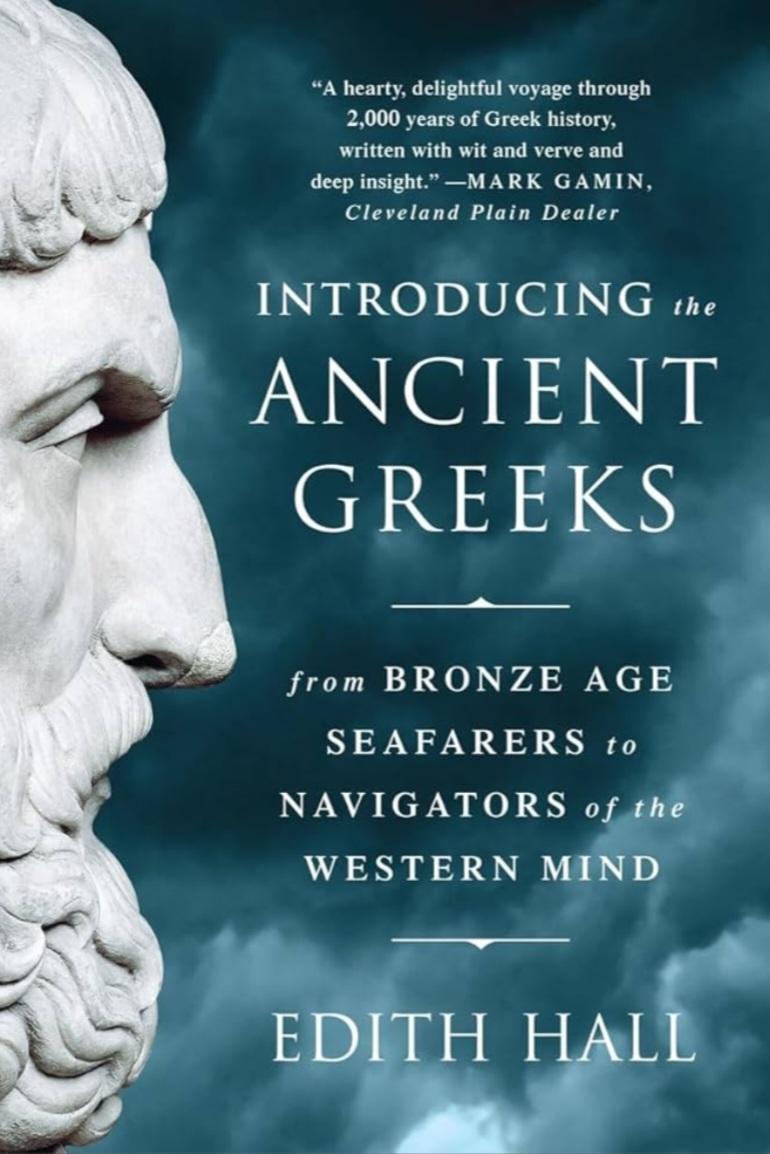 “A hearty, delightful voyage through
2,000 years of Greek history,
written with wit and verve and
deep insight.” —MARK GAMIN,
Cleveland Plain Dealer
INTRODUCING the
ANCIENT
GREEKS
from BRONZE AGE
SEAFARERS to
NAVIGATORS of the
WESTERN MIND
EDITH HALL